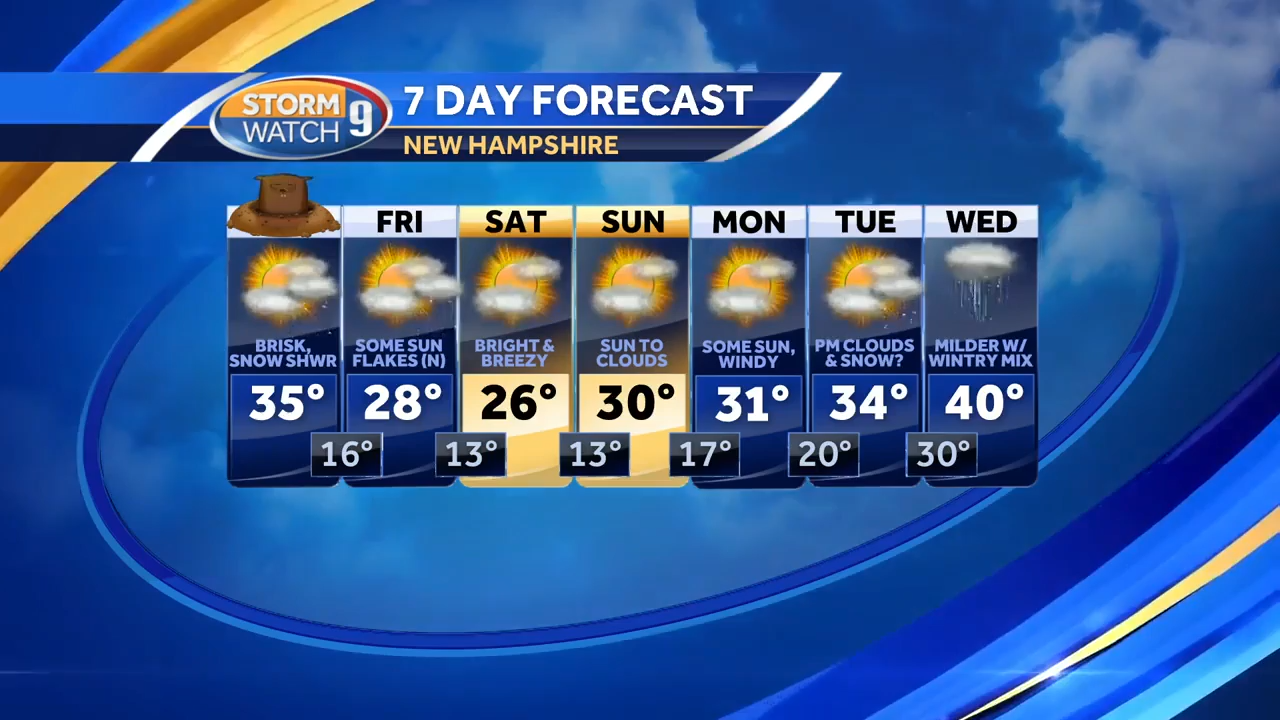 STORM
WATCH 9
7 DAY FORECAST
NEW HAMPSHIRE
FRI SAT SUN MON TUE WED
BRISK, SOME SUN BRIGHT & SUN TO SOME SUN, PM CLOUDS MILDER W/
SNOW SHWR FLAKES (N) BREEZY CLOUDS WINDY & SNOW? WINTRY MIX
35° 28° 26° 30° 31° 34° 40°
16° 13° 13° 17° 20° 30°